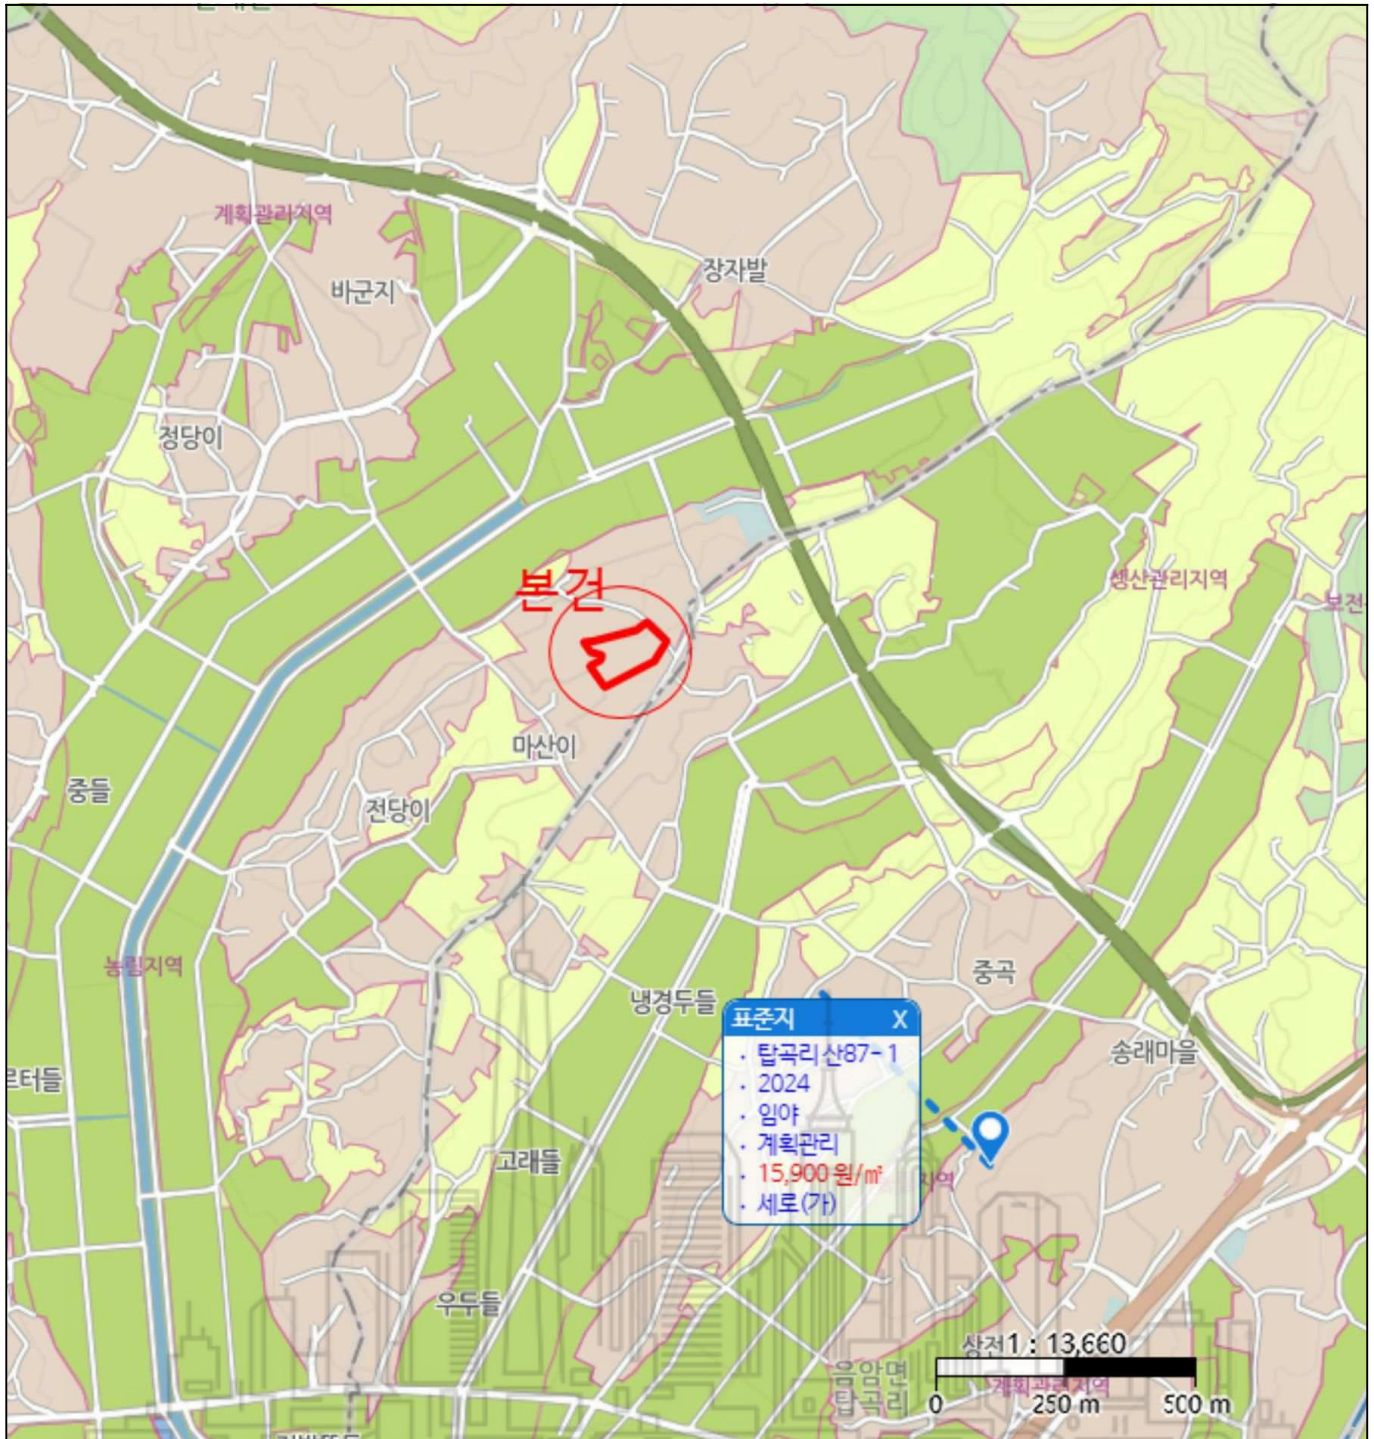 계획관리지역
장자발
바군지
정당이
본건
생산관리지역
보전
마산이
중들
전당이
농림지역
중곡
냉경두들
표준지 X
· 탑곡리 산87-1
· 2024
· 임야
· 계획관리
· 15,900 원/㎡
· 세로(가)
송래마을
르터들
고래들
지역
우두들
상전
1 : 13,660
음암면
탑곡리
계획관리지역
0 250 m 500 m